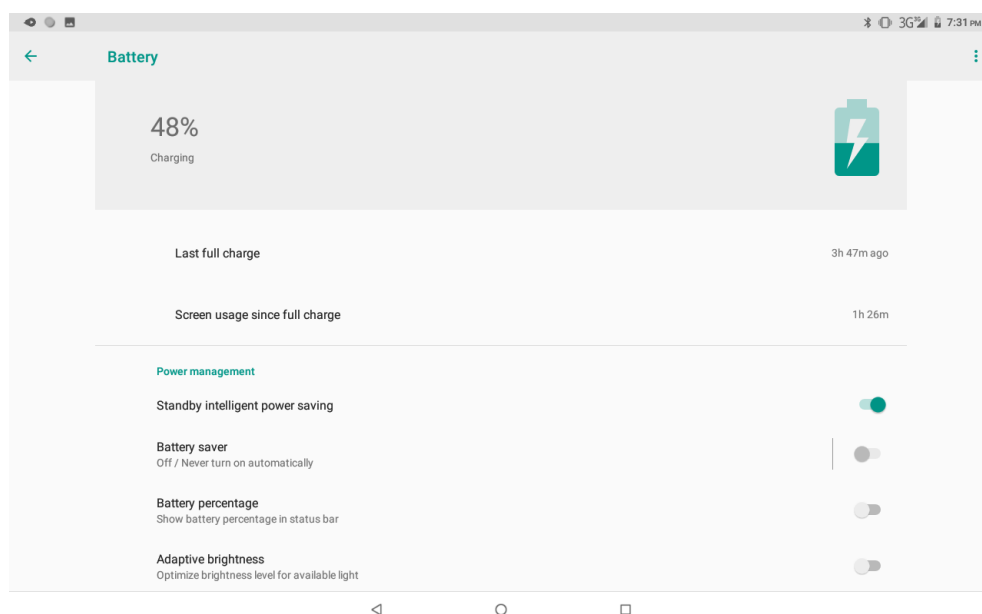 3G 3G 7:31 PM
Battery
48%
Charging
Last full charge 3h 47m ago
Screen usage since full charge 1h 26m
Power management
Standby intelligent power saving
Battery saver
Off / Never turn on automatically
Battery percentage
Show battery percentage in status bar
Adaptive brightness
Optimize brightness level for available light